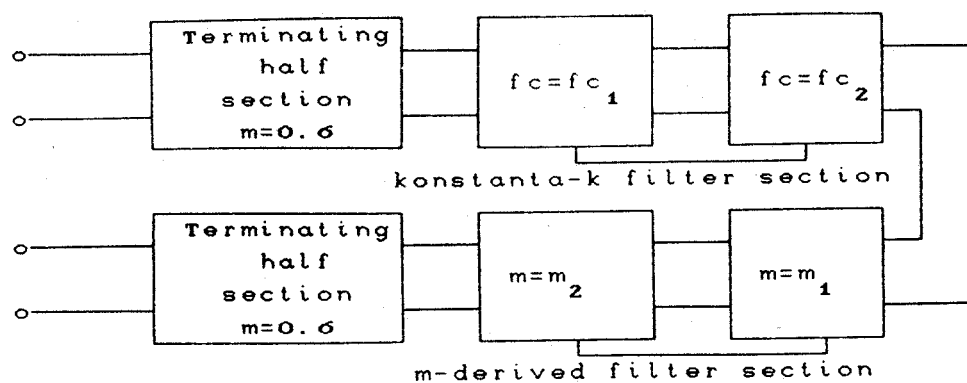 Terminating
half
section
m=0.6
fc=fc1
fc=fc2
konstanta-k filter section
Terminating
half
section
m=0.6
m=m2
m=m1
m-derived filter section